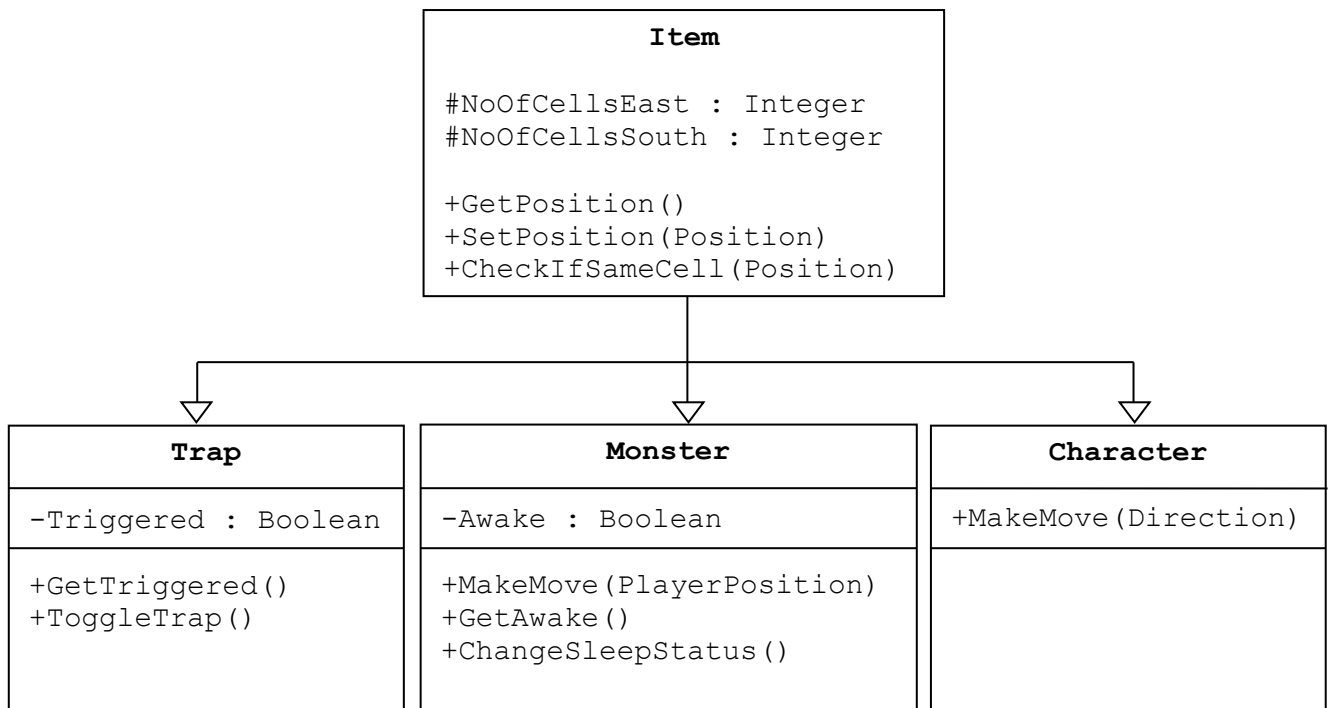 Item
#NoOfCellsEast : Integer
#NoOfCellsSouth : Integer
+GetPosition()
+SetPosition(Position)
+CheckIfSameCell(Position)
Trap
-Triggered : Boolean
+GetTriggered()
+ToggleTrap()
Monster
-Awake : Boolean
+MakeMove(PlayerPosition)
+GetAwake()
+ChangeSleepStatus()
Character
+MakeMove(Direction)